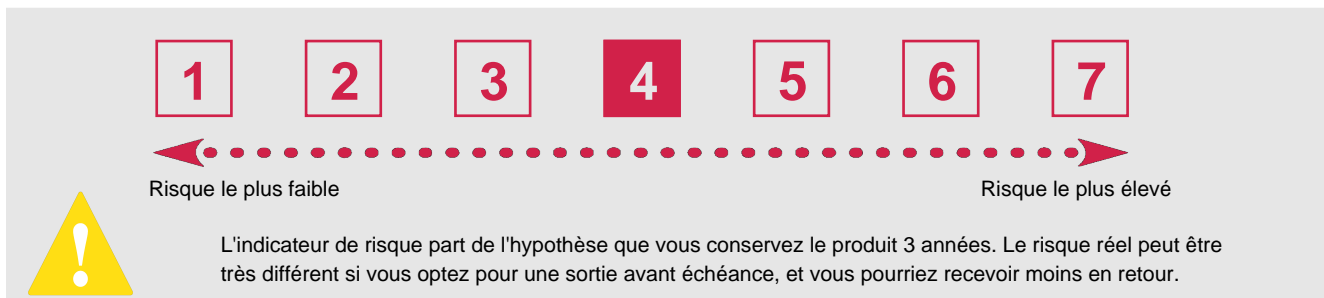 1 2 3 4 5 6 7
Risque le plus faible Risque le plus élevé
!
L'indicateur de risque part de l'hypothèse que vous conservez le produit 3 années. Le risque réel peut être
très différent si vous optez pour une sortie avant échéance, et vous pourriez recevoir moins en retour.